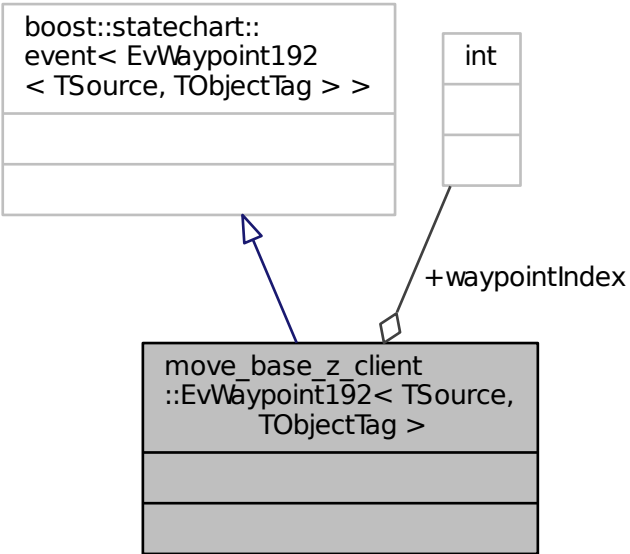 boost::statechart::
event< EvWaypoint192
< TSource, TObjectTag > >
int
+waypointIndex
move_base_z_client
::EvWaypoint192< TSource,
TObjectTag >